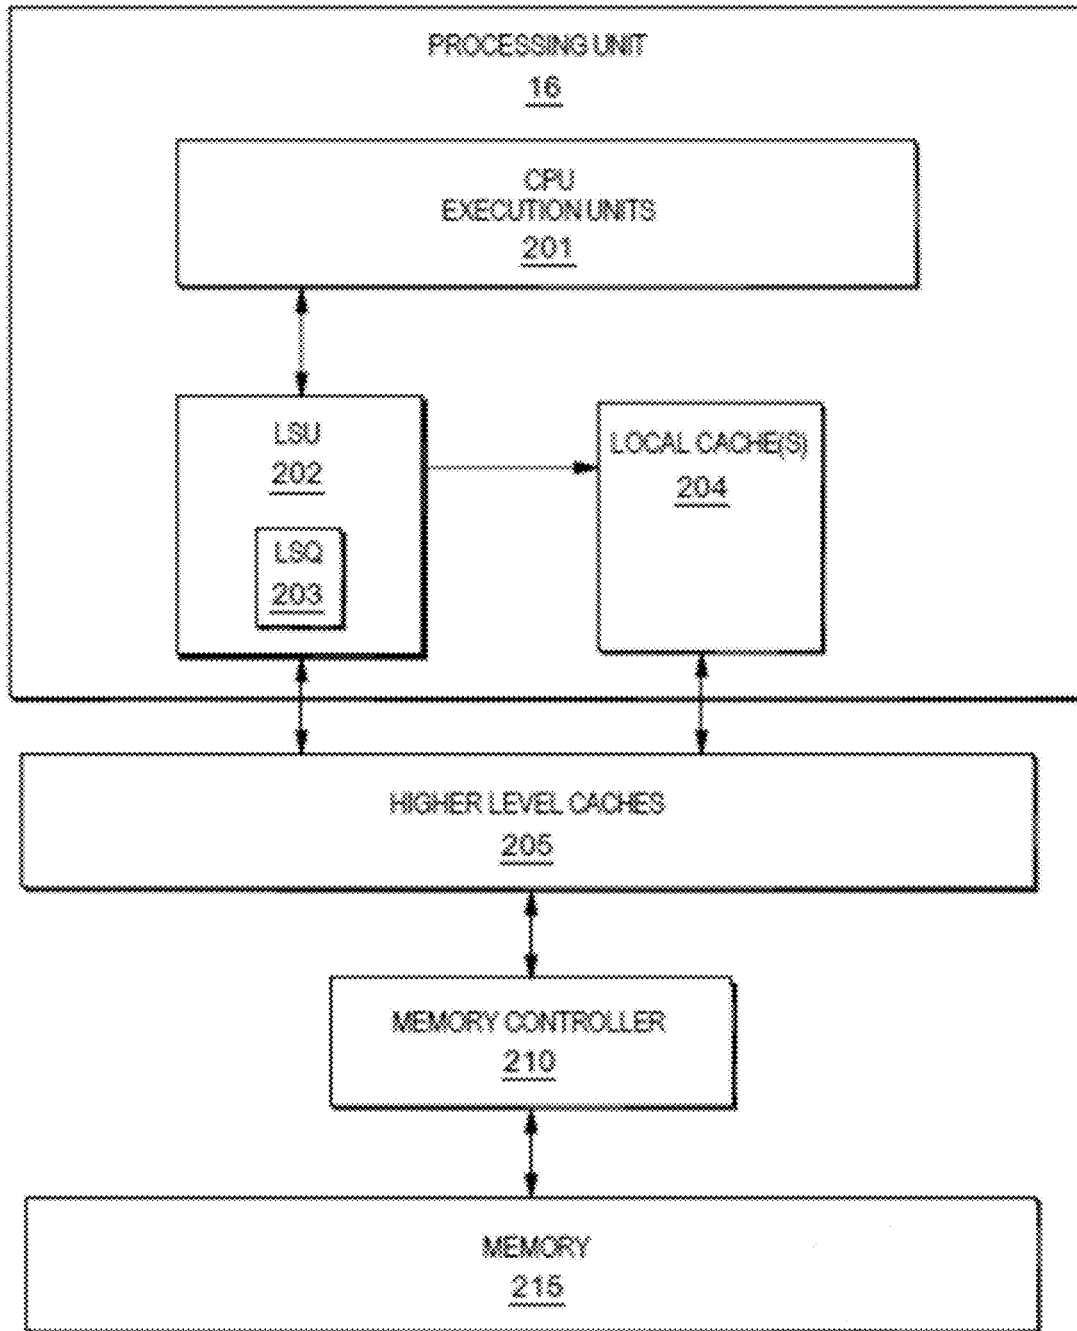 PROCESSING UNIT
16
CPU
EXECUTION UNITS
201
LSU
202
LSQ
203
LOCAL CACHE(S)
204
HIGHER LEVEL CACHES
205
MEMORY CONTROLLER
210
MEMORY
215